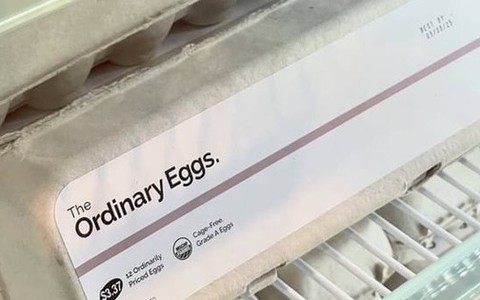 BEST BY
The
Ordinary Eggs.
$3.37
12 Ordinarily
Priced Eggs
Cage-Free.
Grade A Eggs